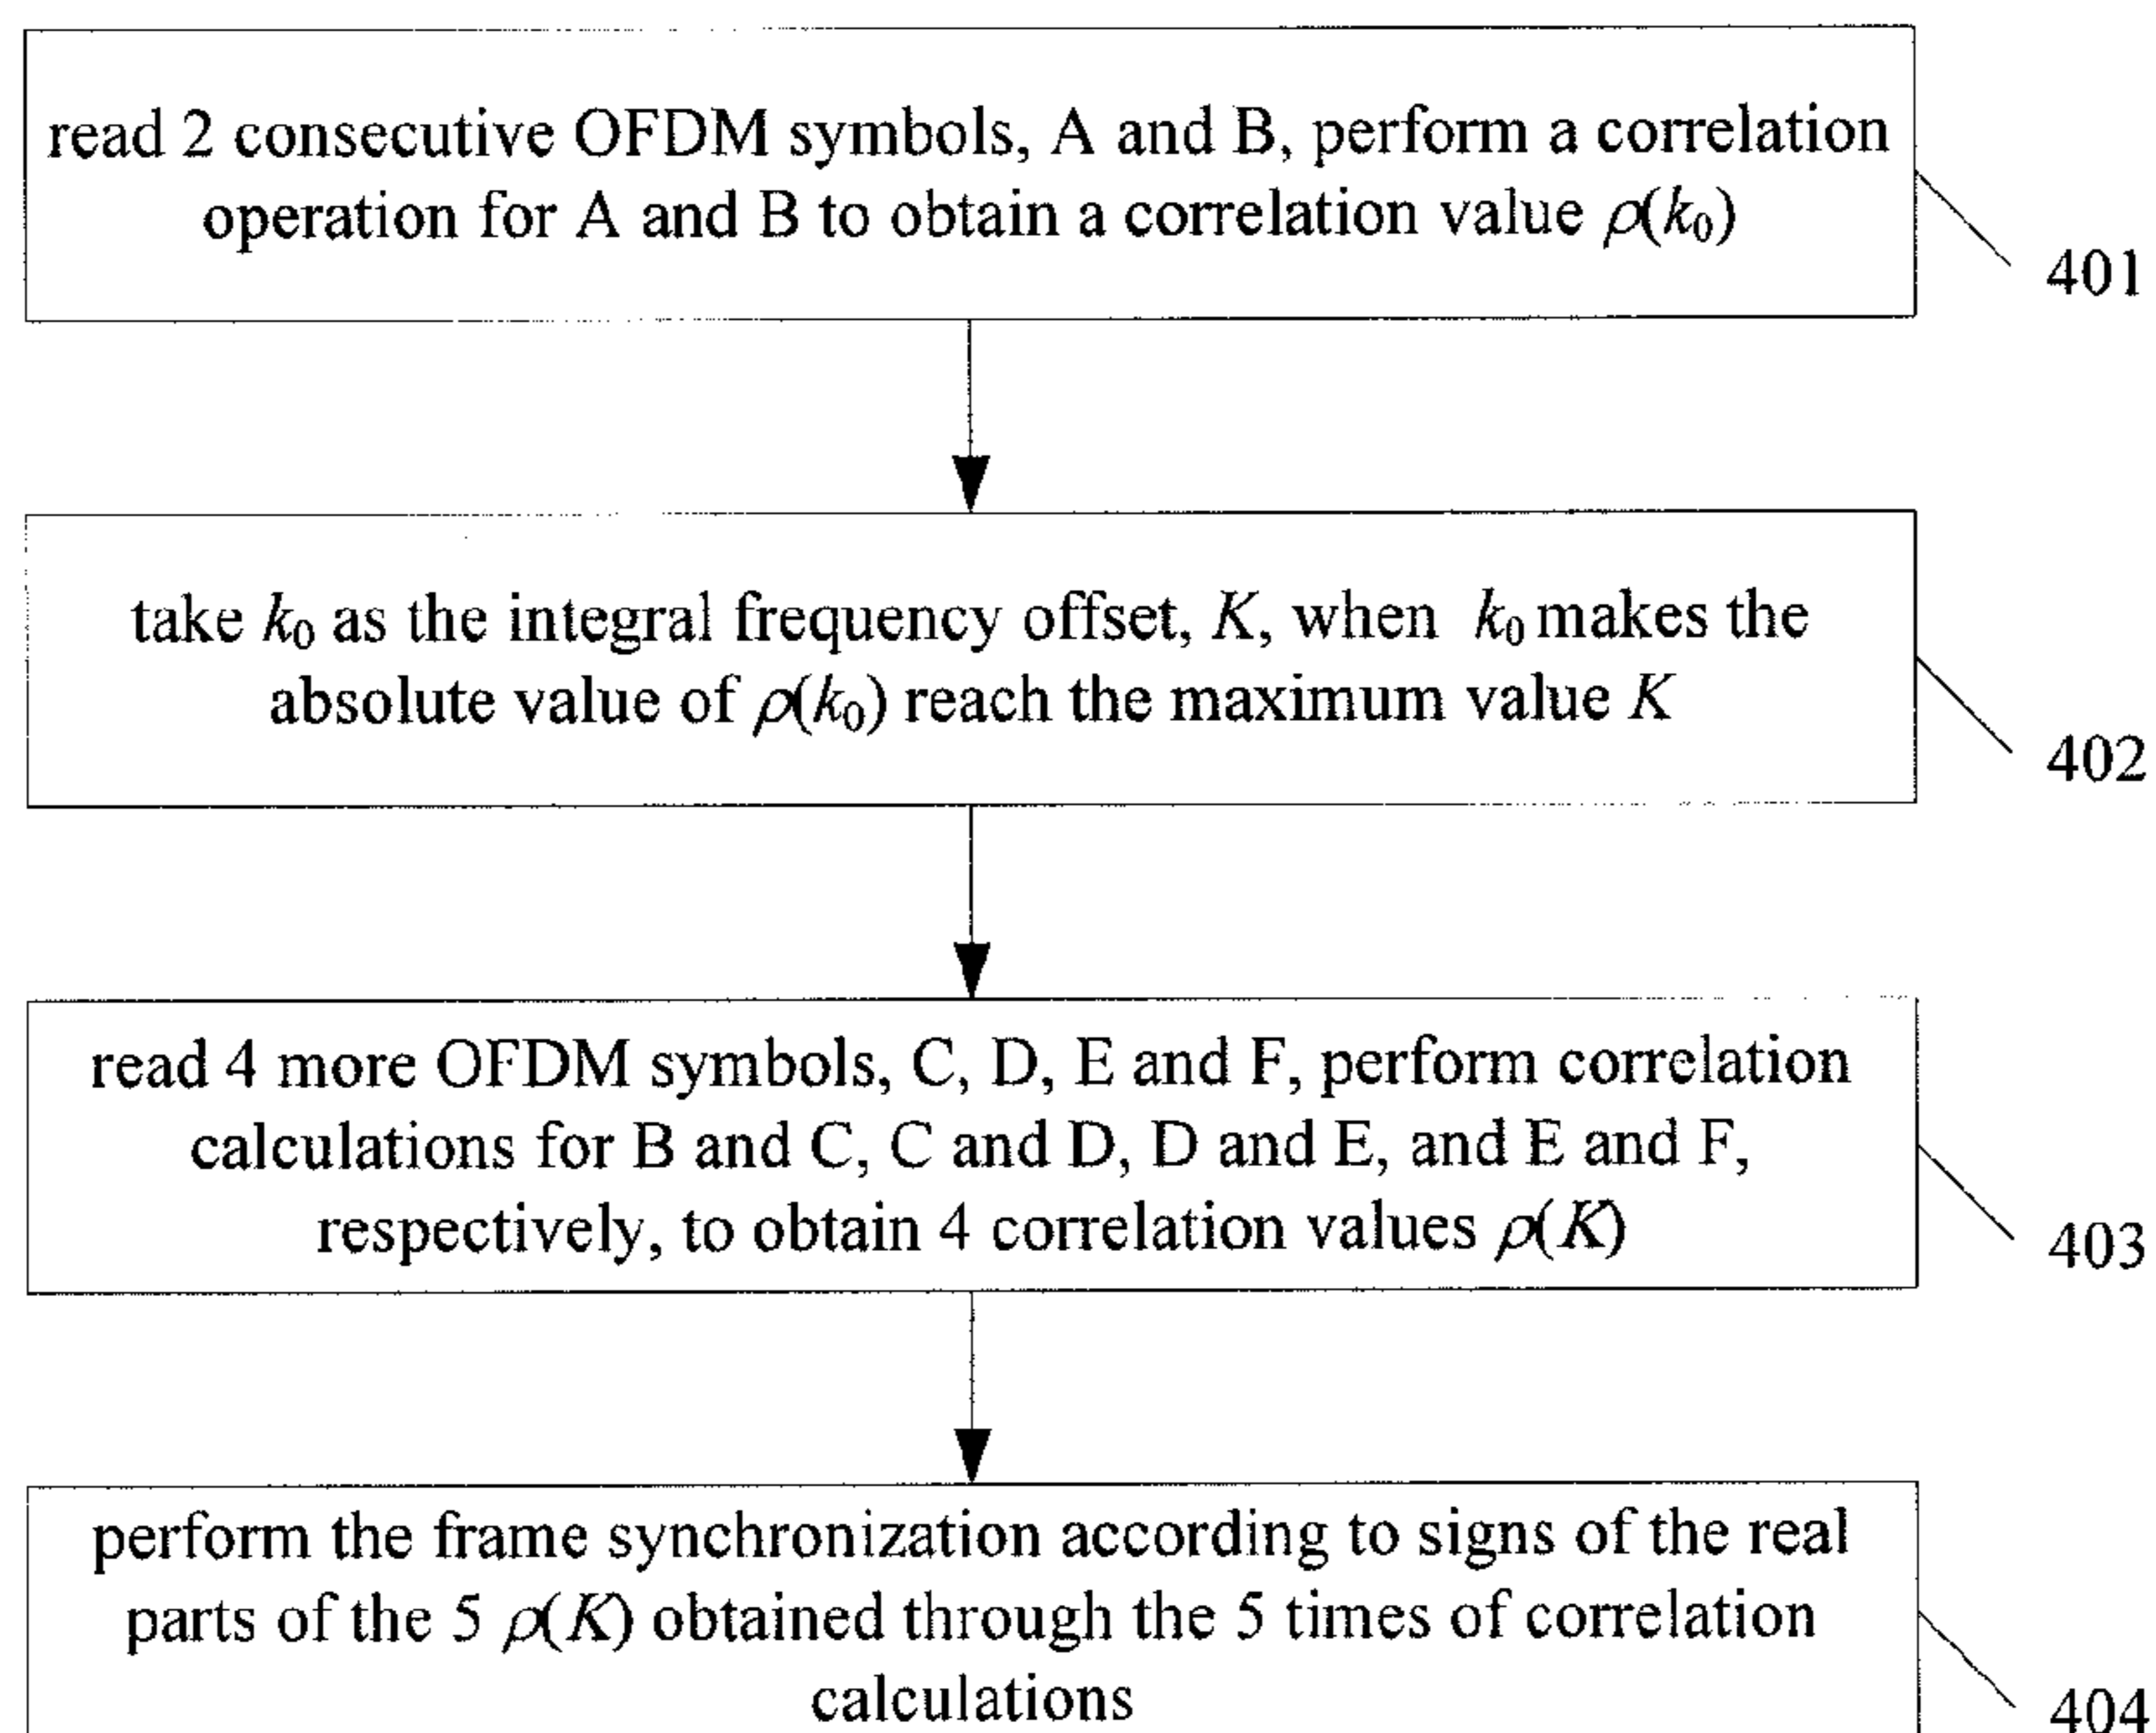 read 2 consecutive OFDM symbols, A and B, perform a correlation
operation for A and B to obtain a correlation value ρ(k₀)
401
take k₀ as the integral frequency offset, K, when k₀ makes the
absolute value of ρ(k₀) reach the maximum value K
402
read 4 more OFDM symbols, C, D, E and F, perform correlation
calculations for B and C, C and D, D and E, and E and F,
respectively, to obtain 4 correlation values ρ(K)
403
perform the frame synchronization according to signs of the real
parts of the 5 ρ(K) obtained through the 5 times of correlation
calculations
404